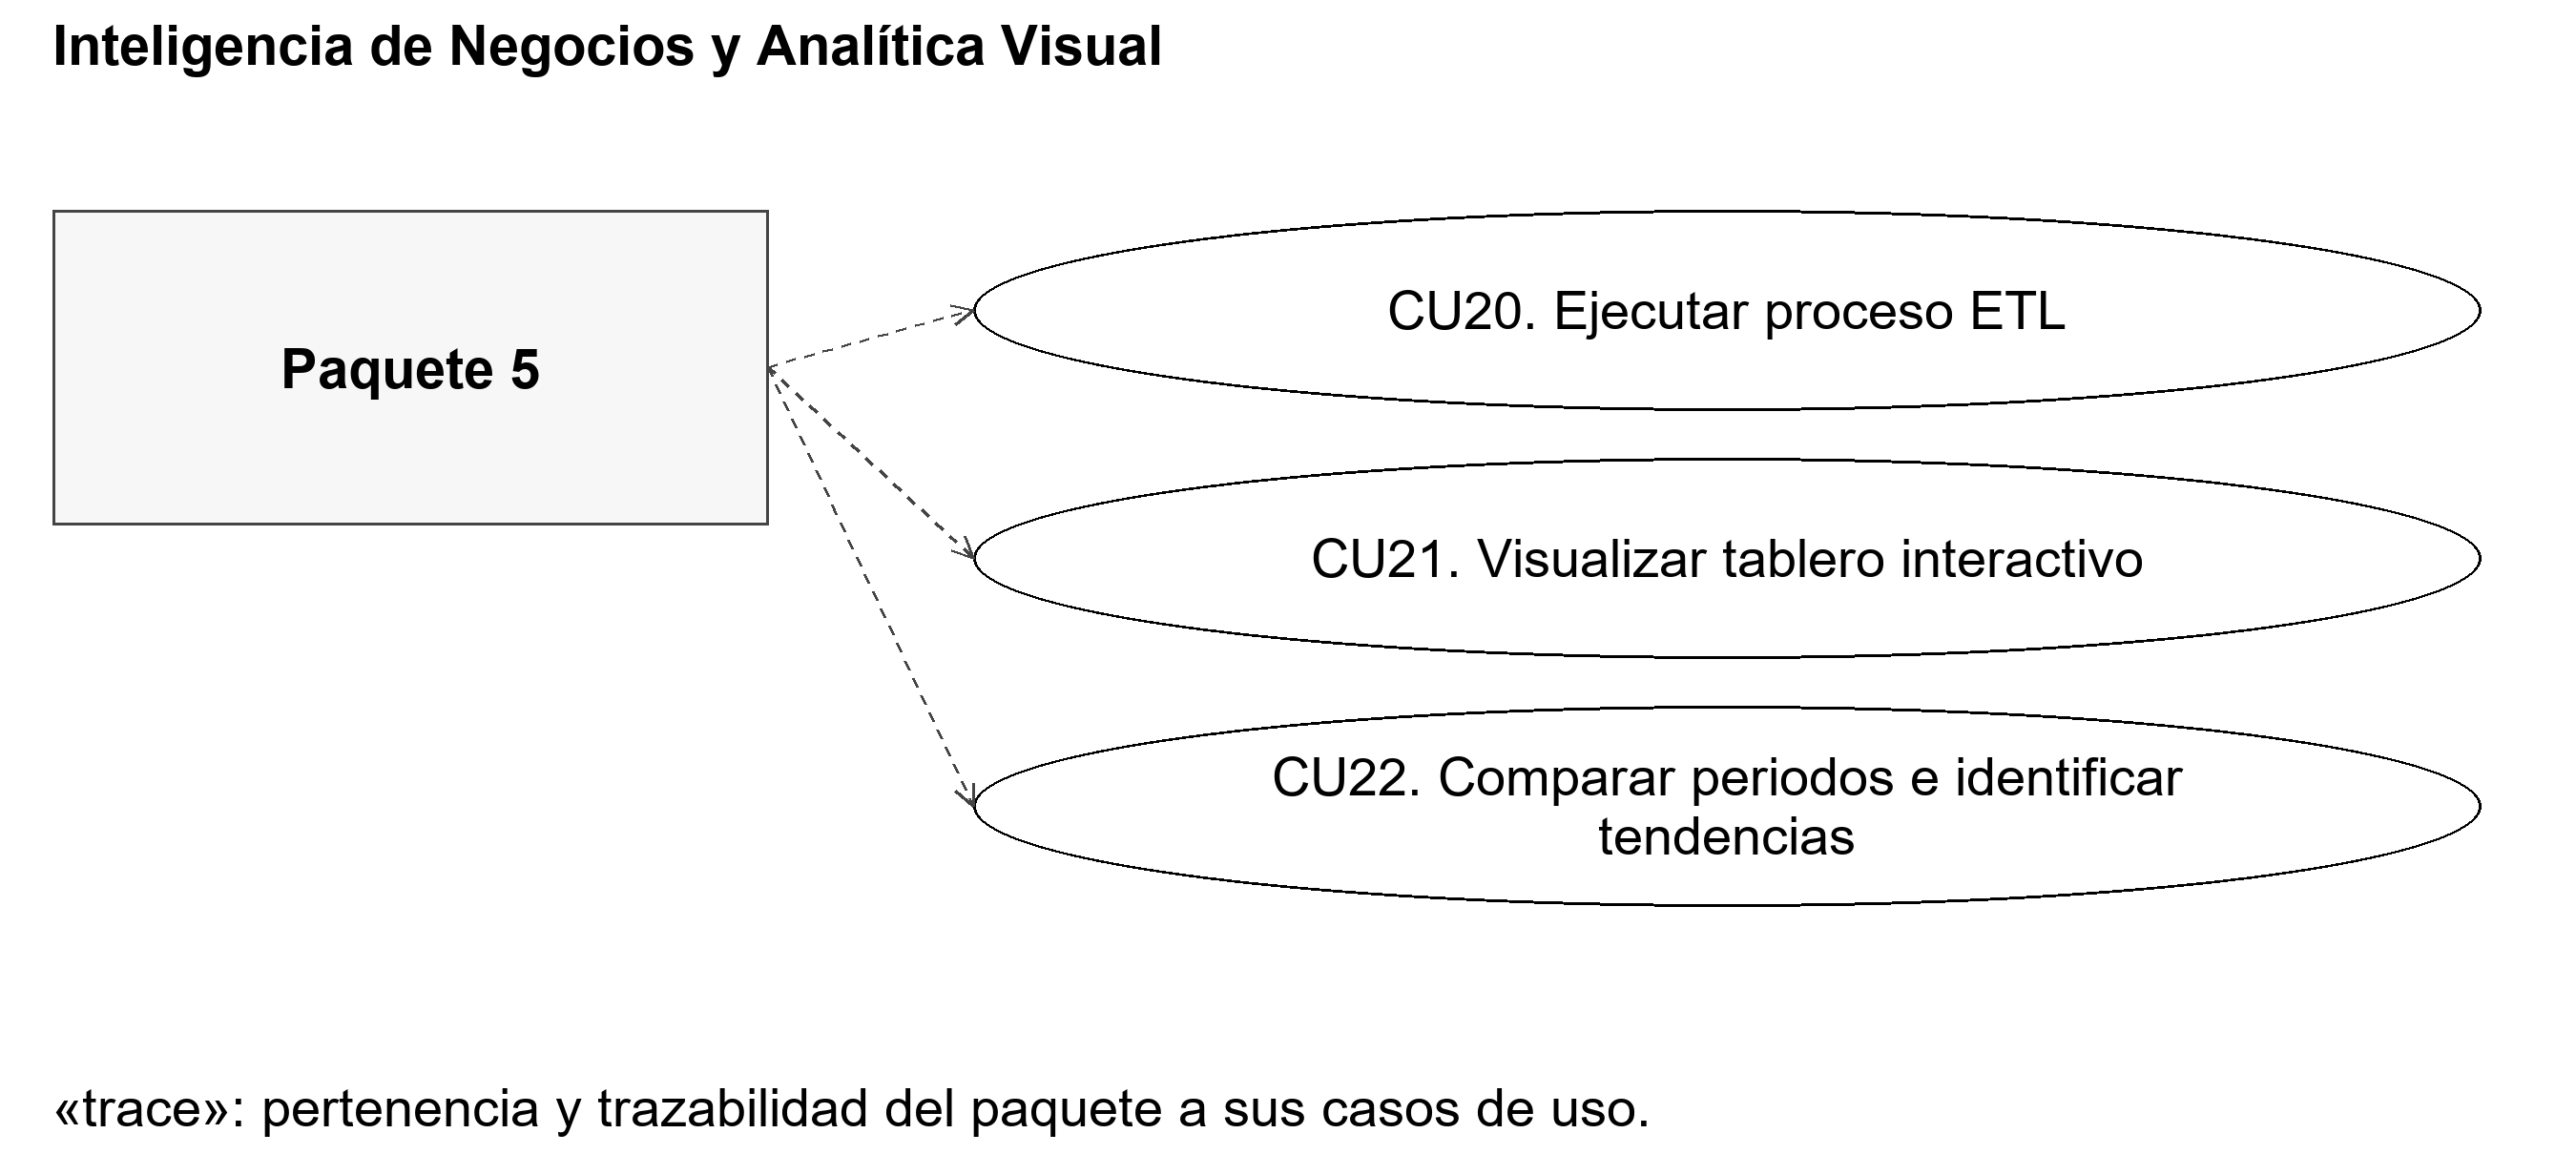 Inteligencia de Negocios y Analítica Visual
Paquete 5
CU20. Ejecutar proceso ETL
CU21. Visualizar tablero interactivo
CU22. Comparar periodos e identificar
tendencias
«trace»: pertenencia y trazabilidad del paquete a sus casos de uso.